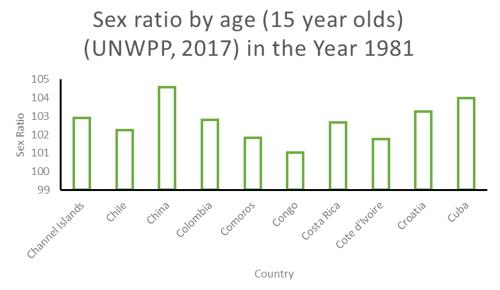 Sex ratio by age (15 year olds)
(UNWPP, 2017) in the Year 1981
105
104
103
102
101
100
99
Sex Ratio
Channel Islands
Chile
China
Colombia
Comoros
Congo
Costa Rica
Cote d'Ivoire
Croatia
Cuba
Country